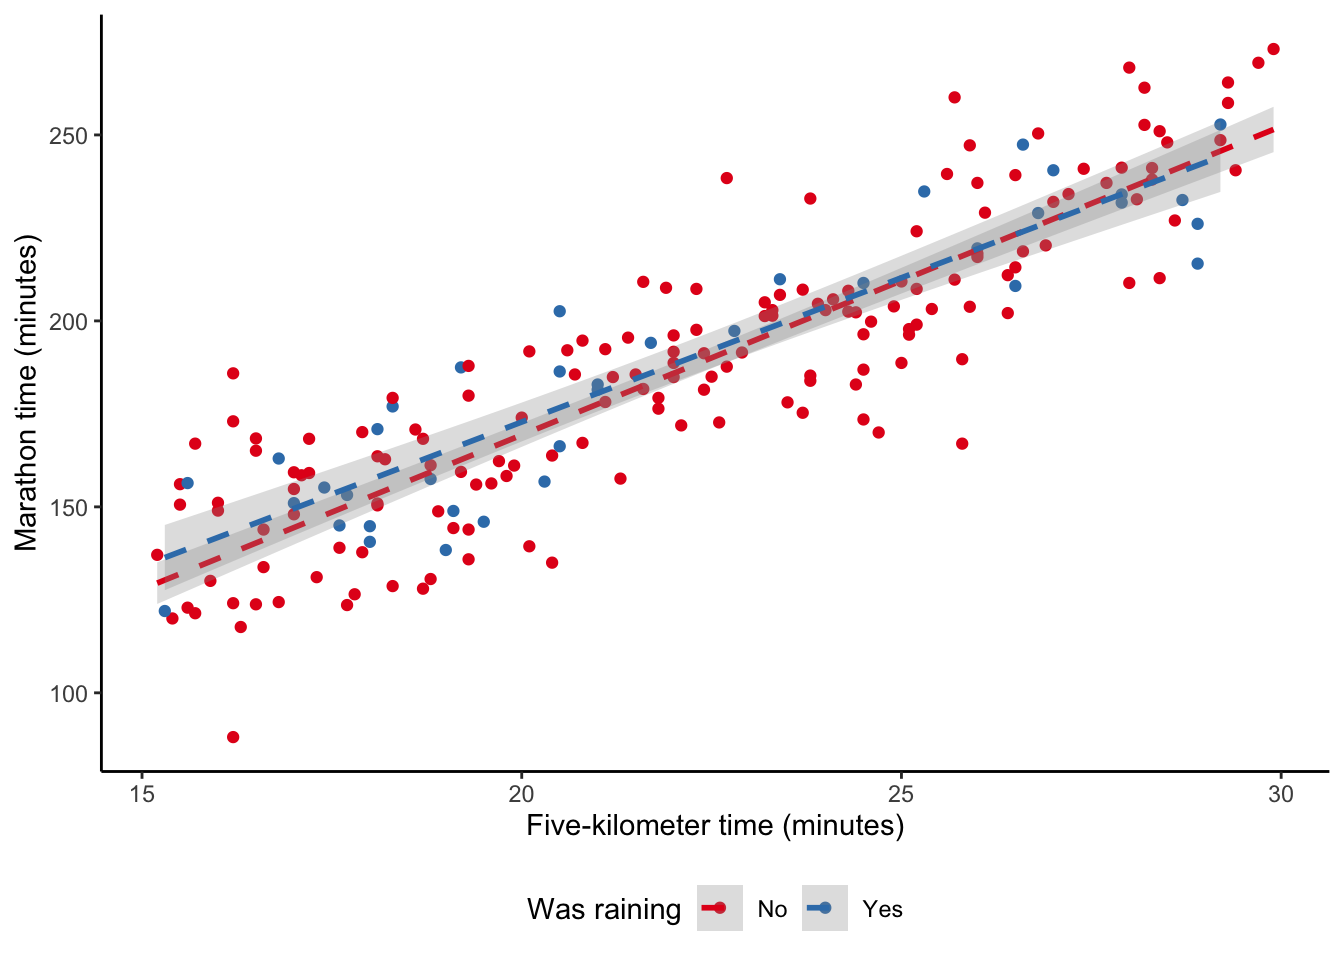 Marathon time (minutes)
250
200
150
100
15 20 25 30
Five-kilometer time (minutes)
Was raining No Yes